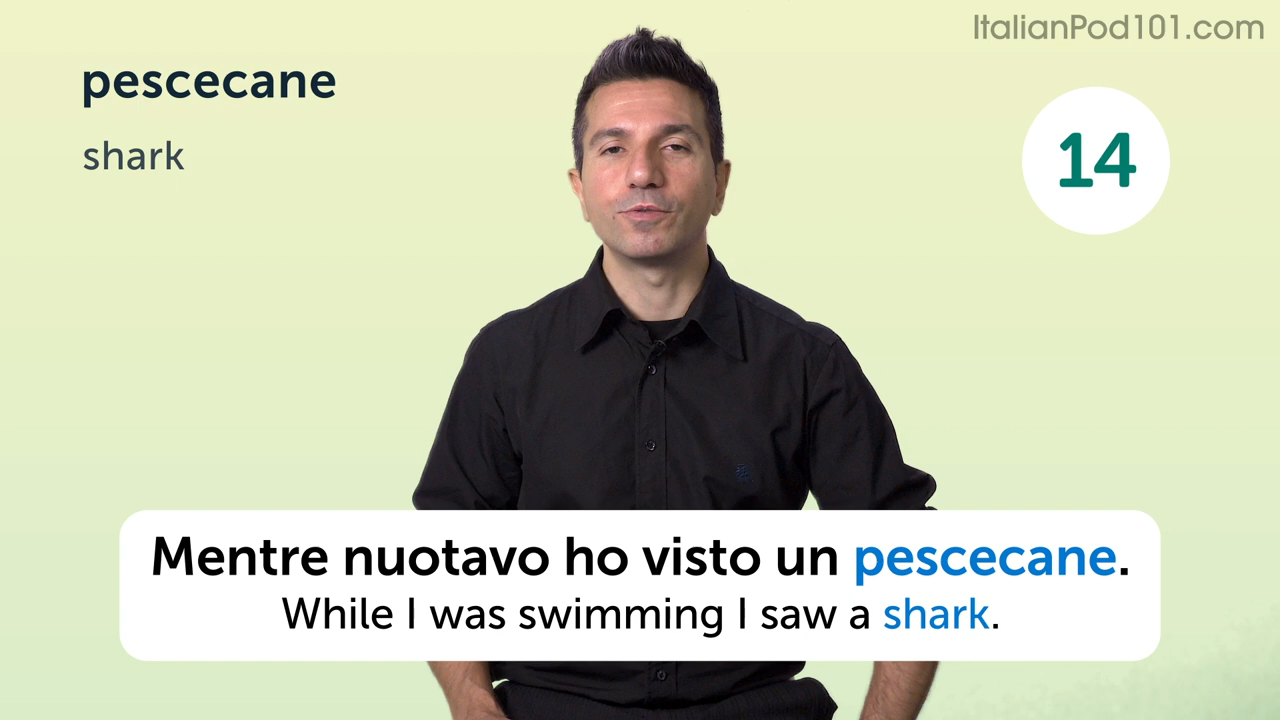 ItalianPod101.com
pescecane
shark
14
Mentre nuotavo ho visto un pescecane.
While I was swimming I saw a shark.